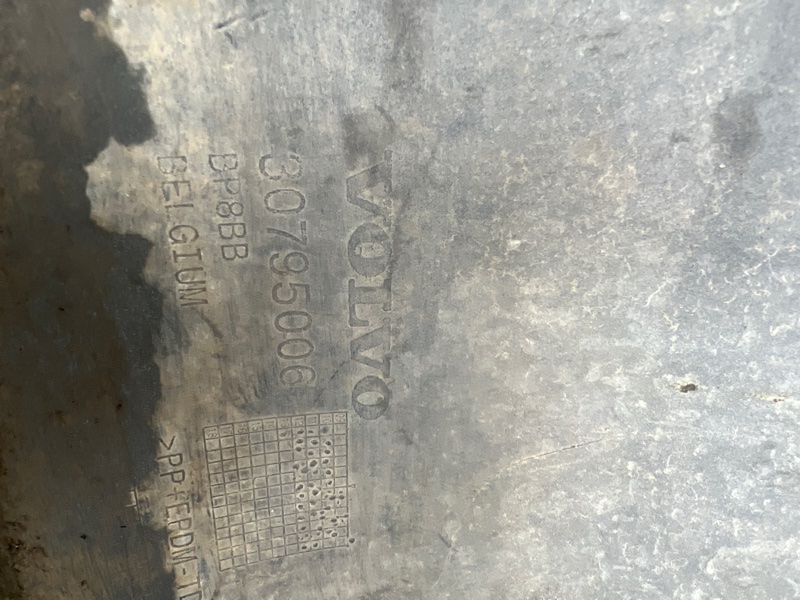 VOLVO
30795006
BP8BB
BELGIUM
>PP+EPDM-T